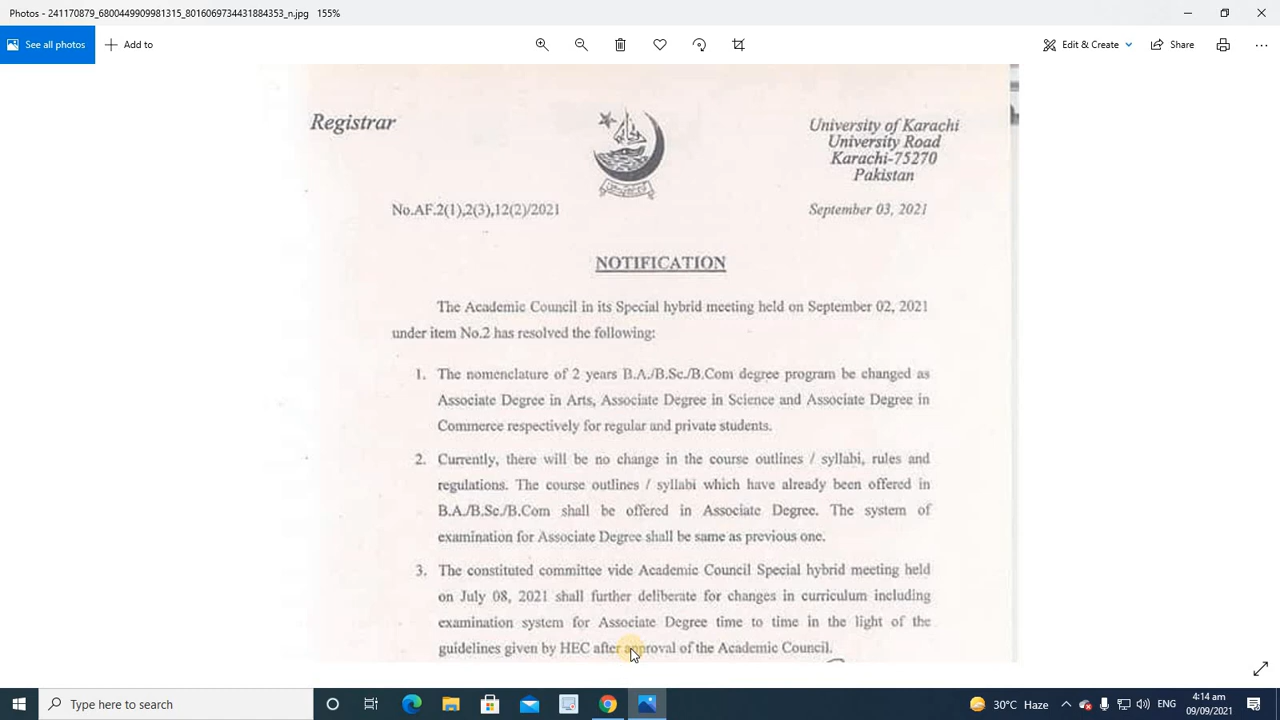 Photos - 241170879_6800449909981315_8016069734431884353_n.jpg   155%
See all photos
Add to
Edit & Create
Share
Registrar
University of Karachi
University Road
Karachi-75270
Pakistan
No.AF.2(1),2(3),12(2)/2021
September 03, 2021
NOTIFICATION
The Academic Council in its Special hybrid meeting held on September 02, 2021
under item No.2 has resolved the following:
1. The nomenclature of 2 years B.A./B.Sc./B.Com degree program be changed as
Associate Degree in Arts, Associate Degree in Science and Associate Degree in
Commerce respectively for regular and private students.
2. Currently, there will be no change in the course outlines / syllabi, rules and
regulations. The course outlines / syllabi which have already been offered in
B.A./B.Sc./B.Com shall be offered in Associate Degree. The system of
examination for Associate Degree shall be same as previous one.
3. The constituted committee vide Academic Council Special hybrid meeting held
on July 08, 2021 shall further deliberate for changes in curriculum including
examination system for Associate Degree time to time in the light of the
guidelines given by HEC after approval of the Academic Council.
Type here to search
30°C Haze
ENG
4:14 am
09/09/2021